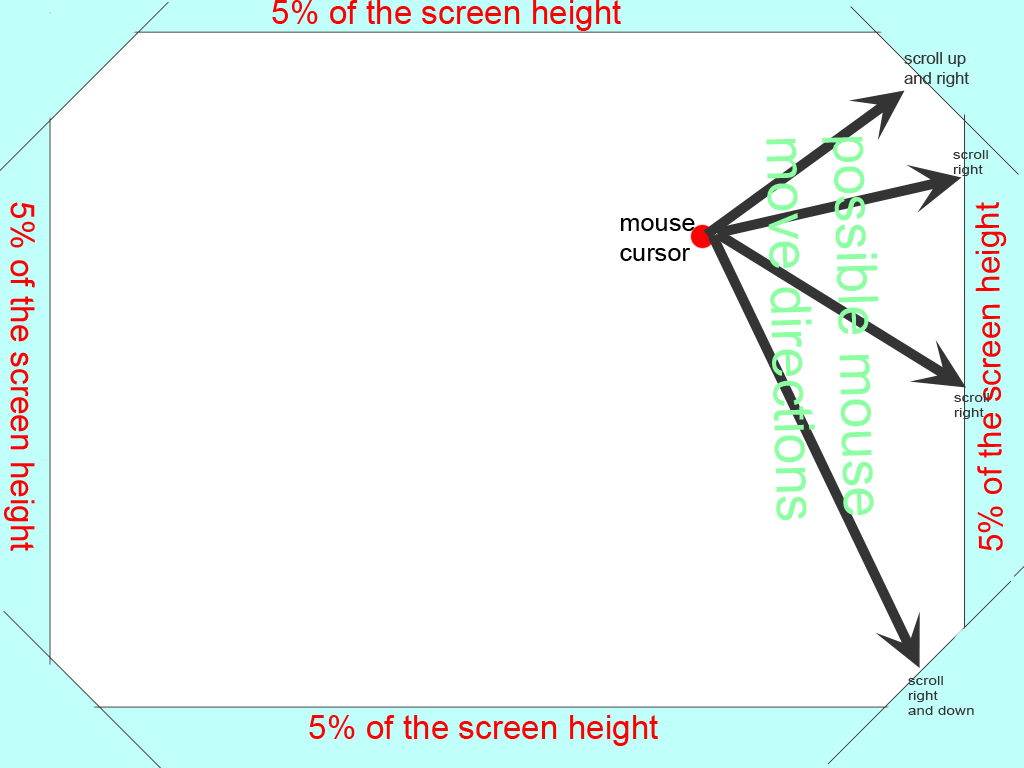 5% of the screen height
scroll up
and right
scroll
right
possible mouse
move directions
mouse
cursor
5% of the screen height
5% of the screen height
scroll
right
scroll
right
and down
5% of the screen height